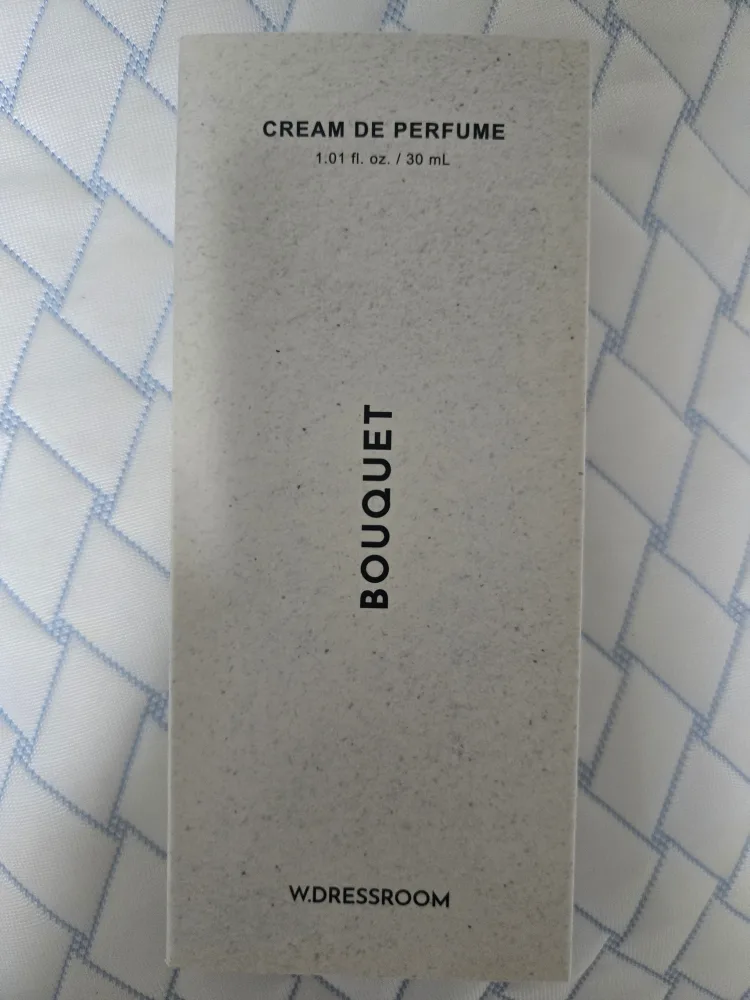 CREAM DE PERFUME
1.01 fl. oz. / 30 mL
BOUQUET
W.DRESSROOM